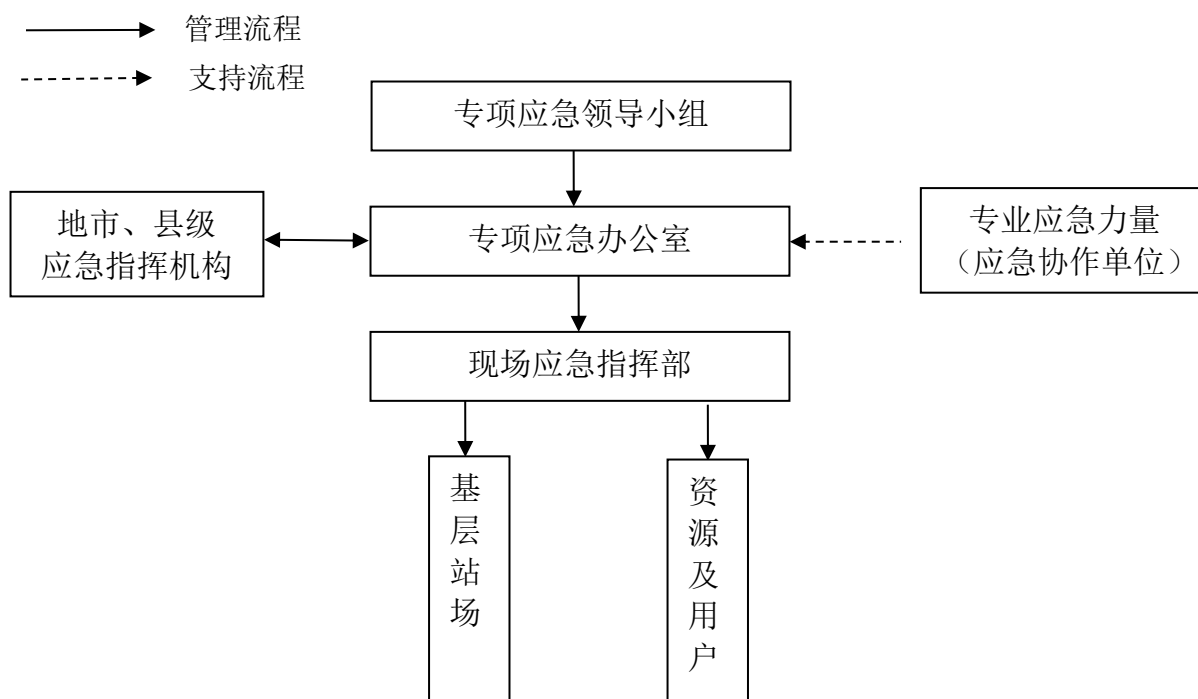 管理流程
支持流程
专项应急领导小组
地市、县级
应急指挥机构
专项应急办公室
专业应急力量
（应急协作单位）
现场应急指挥部
基层站场
资源及用户